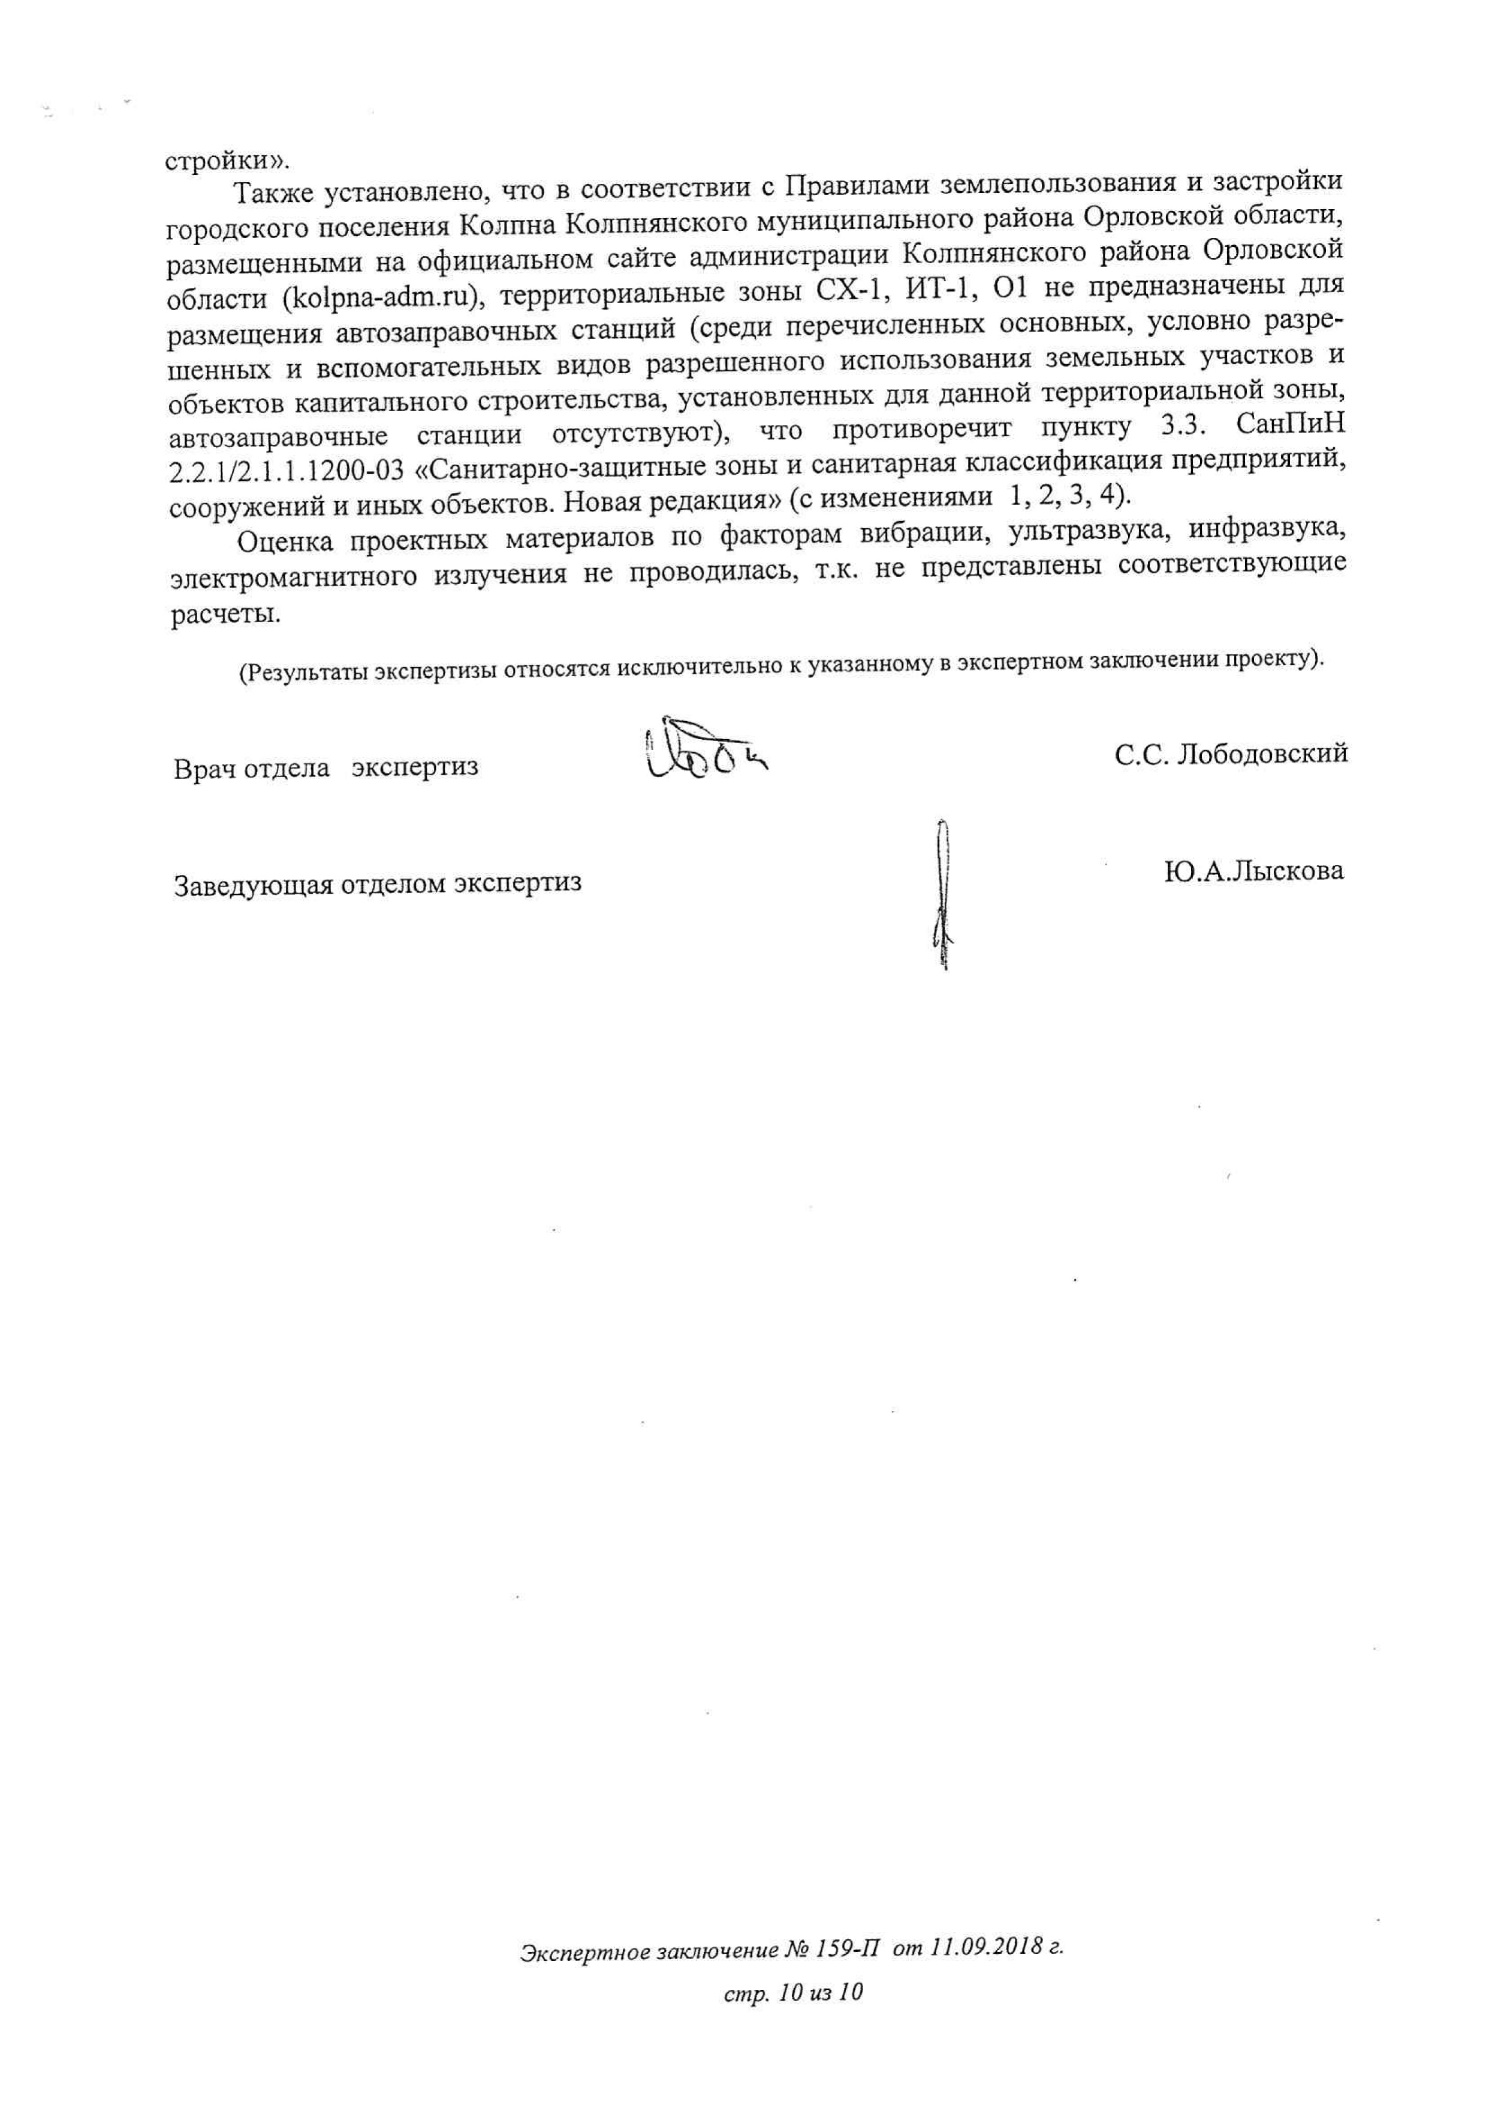 стройки».
Также установлено, что в соответствии с Правилами землепользования и застройки
городского поселения Колпна Колпнянского муниципального района Орловской области,
размещенными на официальном сайте администрации Колпнянского района Орловской
области (kolpna-adm.ru), территориальные зоны СХ-1, ИТ-1, О1 не предназначены для
размещения автозаправочных станций (среди перечисленных основных, условно разре-
шенных и вспомогательных видов разрешенного использования земельных участков и
объектов капитального строительства, установленных для данной территориальной зоны,
автозаправочные станции отсутствуют), что противоречит пункту 3.3. СанПиН
2.2.1/2.1.1.1200-03 «Санитарно-защитные зоны и санитарная классификация предприятий,
сооружений и иных объектов. Новая редакция» (с изменениями 1, 2, 3, 4).
Оценка проектных материалов по факторам вибрации, ультразвука, инфразвука,
электромагнитного излучения не проводилась, т.к. не представлены соответствующие
расчеты.
(Результаты экспертизы относятся исключительно к указанному в экспертном заключении проекту).
Врач отдела экспертиз С.С. Лободовский
Заведующая отделом экспертиз Ю.А.Лыскова
Экспертное заключение № 159-П от 11.09.2018 г.
стр. 10 из 10